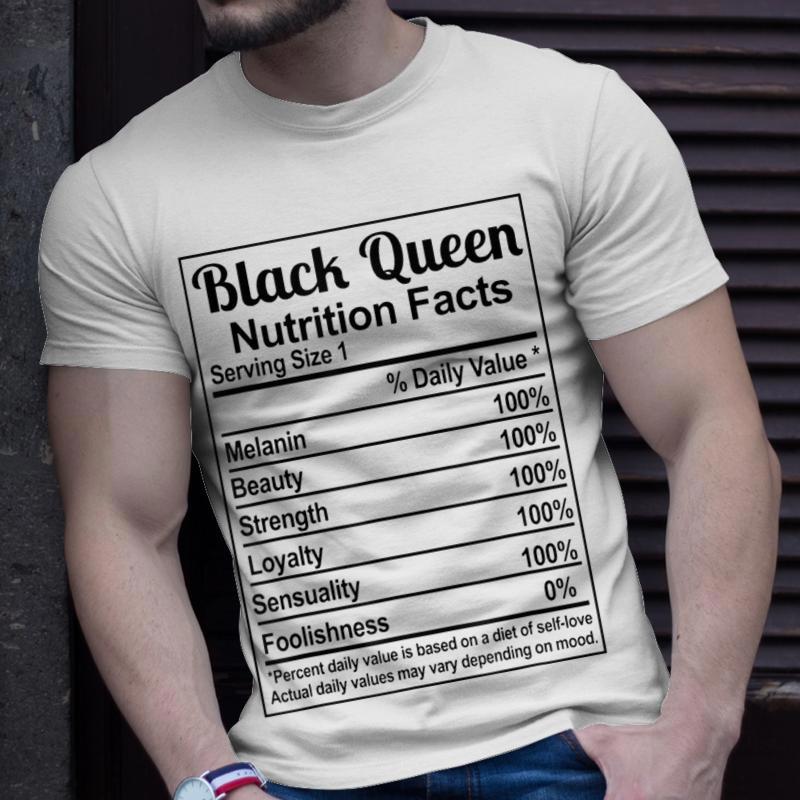 Black Queen
Nutrition Facts
Serving Size 1
% Daily Value *
Melanin 100%
Beauty 100%
Strength 100%
Loyalty 100%
Sensuality 100%
Foolishness 0%
*Percent daily value is based on a diet of self-love
Actual daily values may vary depending on mood.